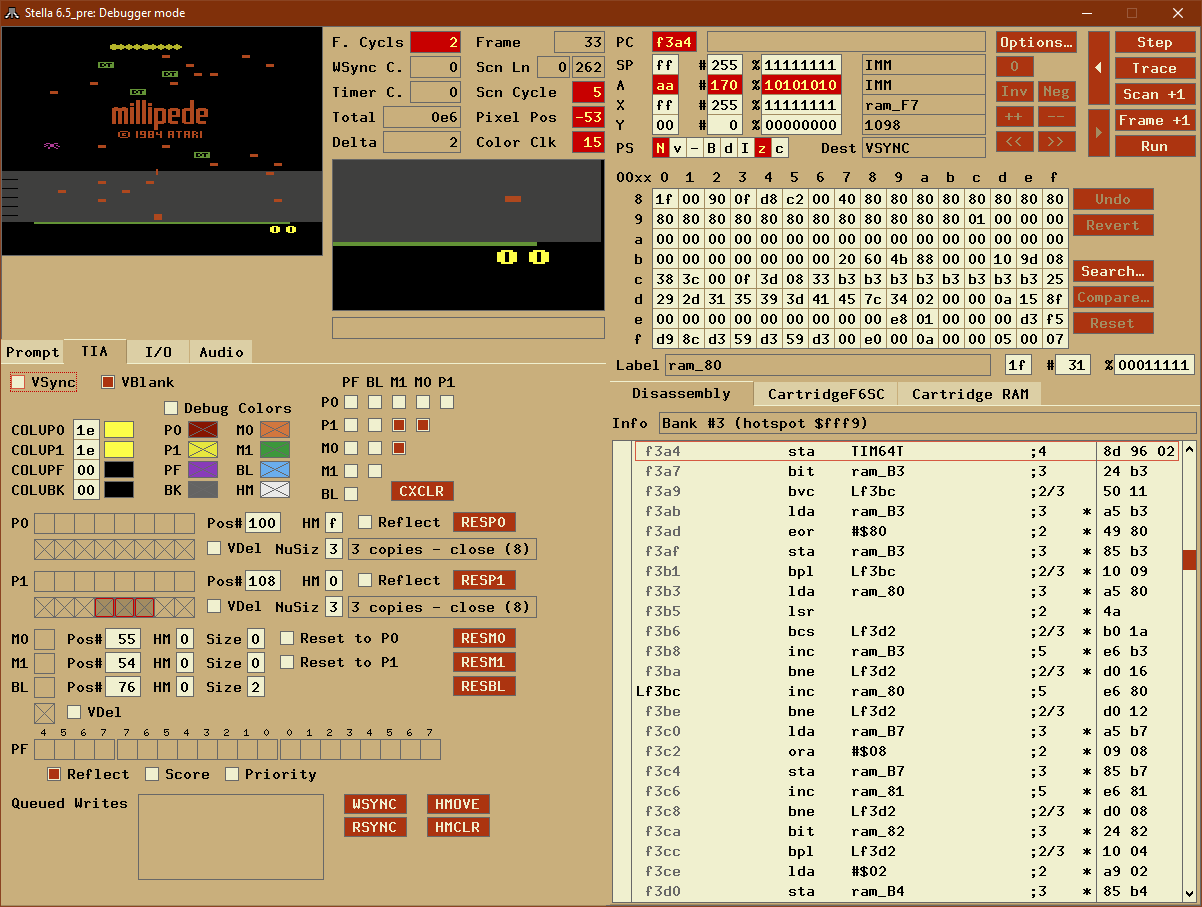 Stella 6.5_pre: Debugger mode
DT
DT
DT
millipede
© 1984 ATARI
DT
F. Cycls 2 Frame 33
WSync C. 0 Scn Ln 0 262
Timer C. 0 Scn Cycle 5
Total 0e6 Pixel Pos -53
Delta 2 Color Clk 15
PC f3a4
SP ff #255 %11111111 IMM
A aa #170 %10101010 IMM
X ff #255 %11111111 ram_F7
Y 00 # 0 %00000000 1098
PS N v - B d I z c Dest VSYNC
Options… Step
0 Trace
Inv Neg Scan +1
++ -- Frame +1
<< >> Run
00xx 0 1 2 3 4 5 6 7 8 9 a b c d e f
8 1f 00 90 0f d8 c2 00 40 80 80 80 80 80 80 80 80
9 80 80 80 80 80 80 80 80 80 80 80 80 01 00 00 00
a 00 00 00 00 00 00 00 00 00 00 00 00 00 00 00 00
b 00 00 00 00 00 00 00 20 60 4b 88 00 00 10 9d 08
c 38 3c 00 0f 3d 08 33 b3 b3 b3 b3 b3 b3 b3 b3 25
d 29 2d 31 35 39 3d 41 45 7c 34 02 00 00 0a 15 8f
e 00 00 00 00 00 00 00 00 00 e8 01 00 00 00 d3 f5
f d9 8c d3 59 d3 59 d3 00 e0 00 0a 00 00 05 00 07
Undo
Revert
Search…
Compare…
Reset
Label ram_80 1f # 31 %00011111
Prompt TIA I/O Audio
VSync VBlank
Debug Colors
COLUP0 1e P0 M0
COLUP1 1e P1 M1
COLUPF 00 PF BL
COLUBK 00 BK HM
PF BL M1 M0 P1
P0
P1
M0
M1
BL CXCLR
P0 Pos# 100 HM f Reflect RESP0
VDel NuSiz 3 3 copies - close (8)
P1 Pos# 108 HM 0 Reflect RESP1
VDel NuSiz 3 3 copies - close (8)
M0 Pos# 55 HM 0 Size 0 Reset to P0 RESM0
M1 Pos# 54 HM 0 Size 0 Reset to P1 RESM1
BL Pos# 76 HM 0 Size 2 RESBL
VDel
4 5 6 7 7 6 5 4 3 2 1 0 0 1 2 3 4 5 6 7
PF
Reflect Score Priority
Queued Writes WSYNC HMOVE
RSYNC HMCLR
Disassembly CartridgeF6SC Cartridge RAM
Info Bank #3 (hotspot $fff9)
f3a4 sta TIM64T ;4 8d 96 02
f3a7 bit ram_B3 ;3 24 b3
f3a9 bvc Lf3bc ;2/3 50 11
f3ab lda ram_B3 ;3 * a5 b3
f3ad eor #$80 ;2 * 49 80
f3af sta ram_B3 ;3 * 85 b3
f3b1 bpl Lf3bc ;2/3 * 10 09
f3b3 lda ram_80 ;3 * a5 80
f3b5 lsr ;2 * 4a
f3b6 bcs Lf3d2 ;2/3 * b0 1a
f3b8 inc ram_B3 ;5 * e6 b3
f3ba bne Lf3d2 ;2/3 * d0 16
Lf3bc inc ram_80 ;5 e6 80
f3be bne Lf3d2 ;2/3 d0 12
f3c0 lda ram_B7 ;3 * a5 b7
f3c2 ora #$08 ;2 * 09 08
f3c4 sta ram_B7 ;3 * 85 b7
f3c6 inc ram_81 ;5 * e6 81
f3c8 bne Lf3d2 ;2/3 * d0 08
f3ca bit ram_82 ;3 * 24 82
f3cc bpl Lf3d2 ;2/3 * 10 04
f3ce lda #$02 ;2 * a9 02
f3d0 sta ram_B4 ;3 * 85 b4